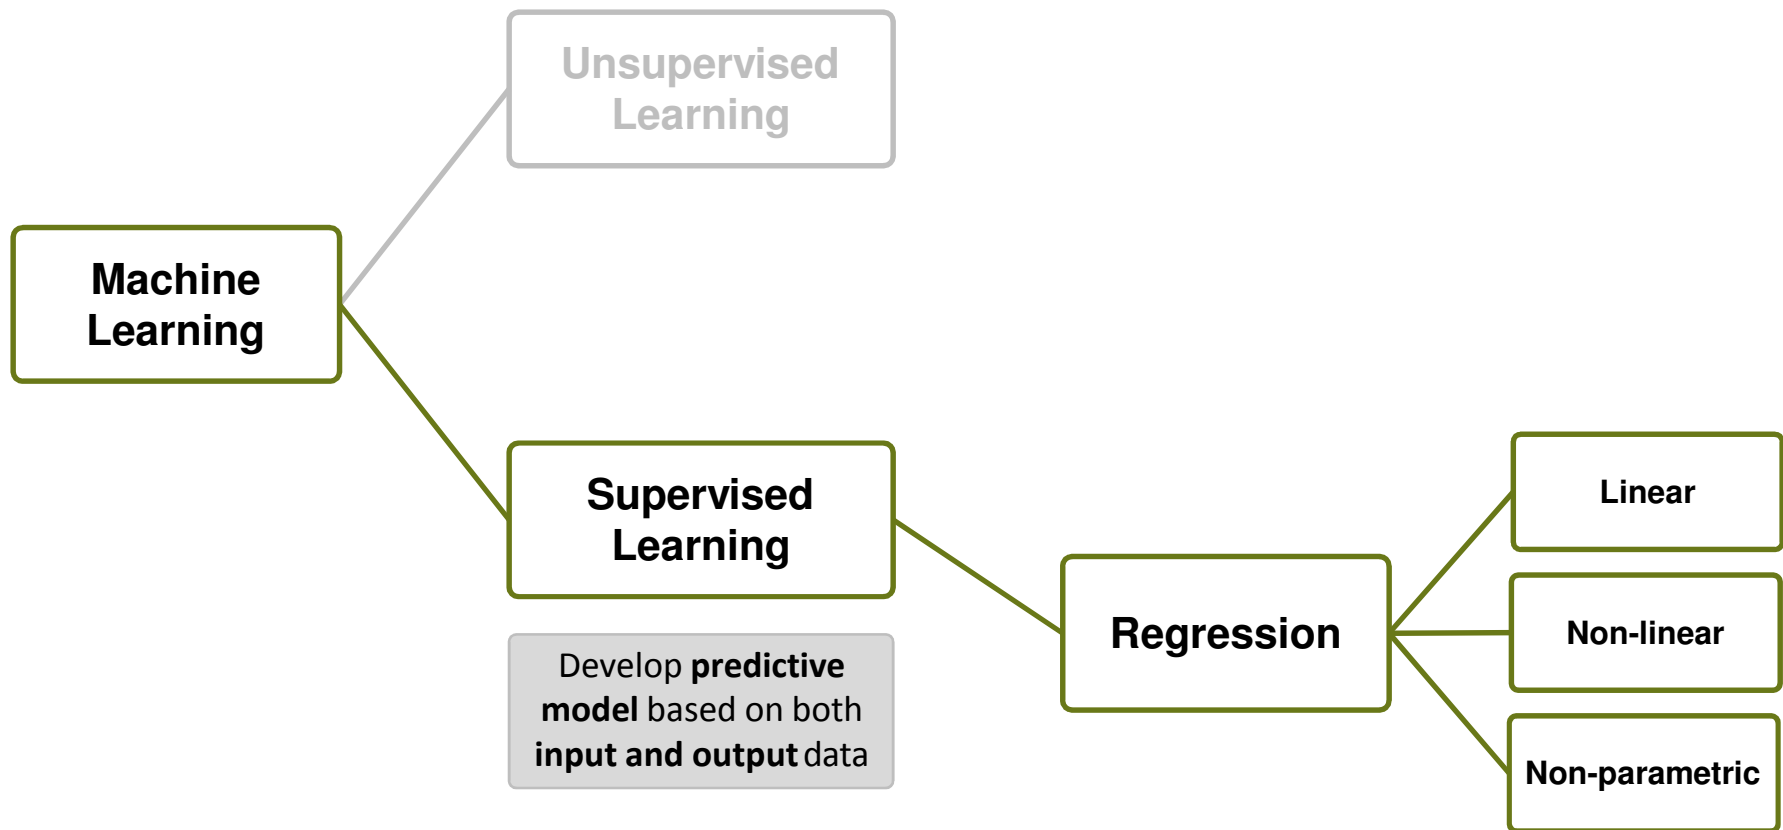 Unsupervised
Learning
Machine
Learning
Supervised
Learning
Develop predictive
model based on both
input and output data
Regression
Linear
Non-linear
Non-parametric